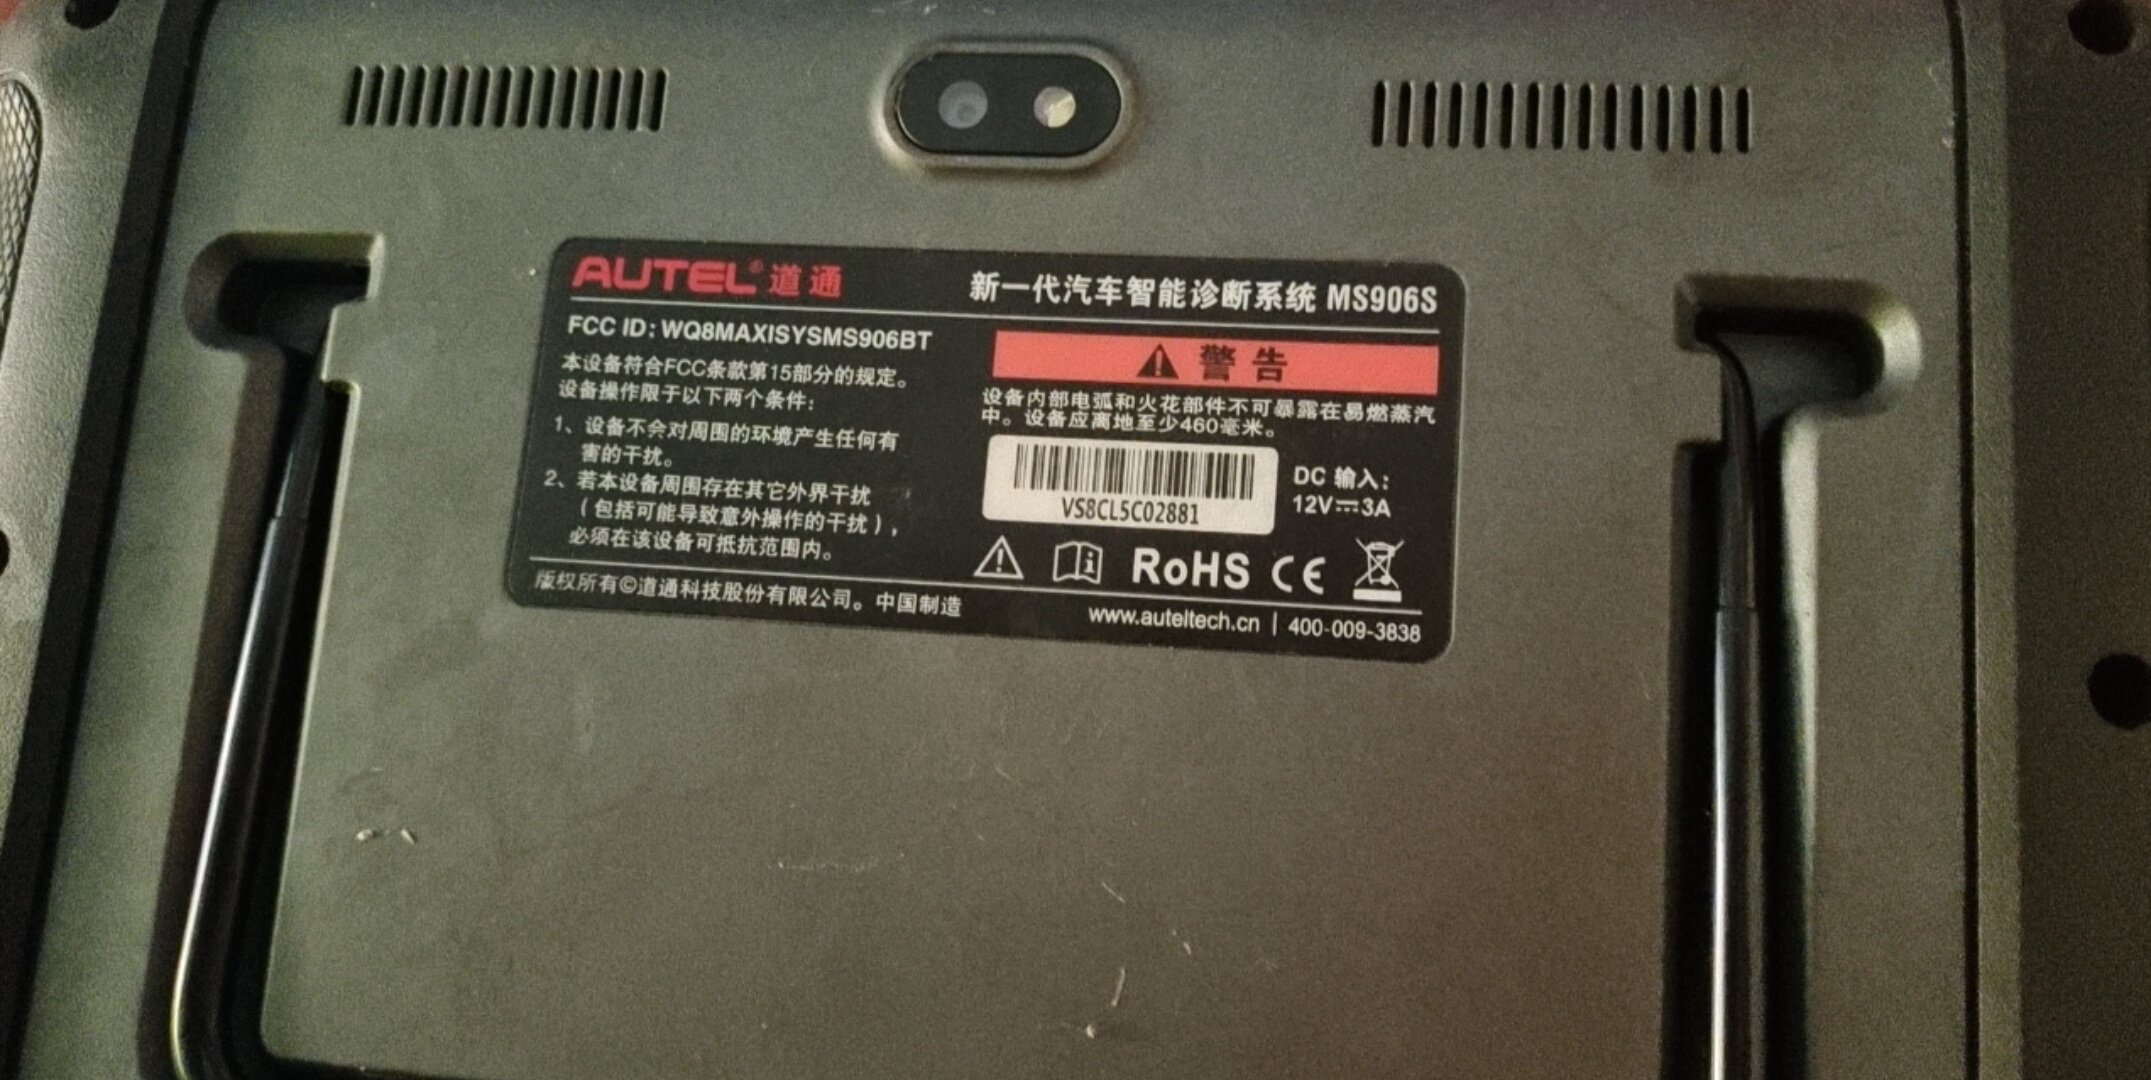 AUTEL®道通
新一代汽车智能诊断系统 MS906S
FCC ID: WQ8MAXISYSMS906BT
本设备符合FCC条款第15部分的规定。
设备操作限于以下两个条件:
1、设备不会对周围的环境产生任何有
害的干扰。
2、若本设备周围存在其它外界干扰
(包括可能导致意外操作的干扰),
必须在该设备可抵抗范围内。
警告
设备内部电弧和火花部件不可暴露在易燃蒸汽
中。设备应离地至少460毫米。
VS8CL5C02881
DC 输入:
12V⎓3A
RoHS CE
版权所有©道通科技股份有限公司。中国制造
www.auteltech.cn | 400-009-3838